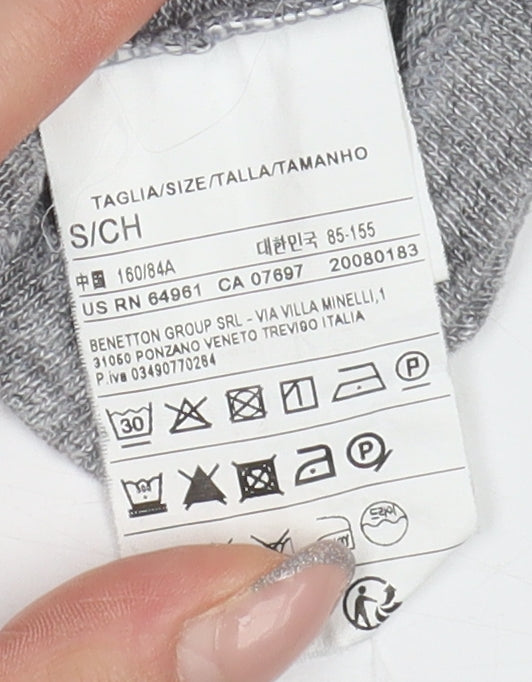 TAGLIA/SIZE/TALLA/TAMANHO
S/CH
中國 160/84A 대한민국 85-155
US RN 64961 CA 07697 20080183
BENETTON GROUP SRL - VIA VILLA MINELLI,1
31050 PONZANO VENETO TREVISO ITALIA
P.iva 03490770264
30 1 P
P
드라이